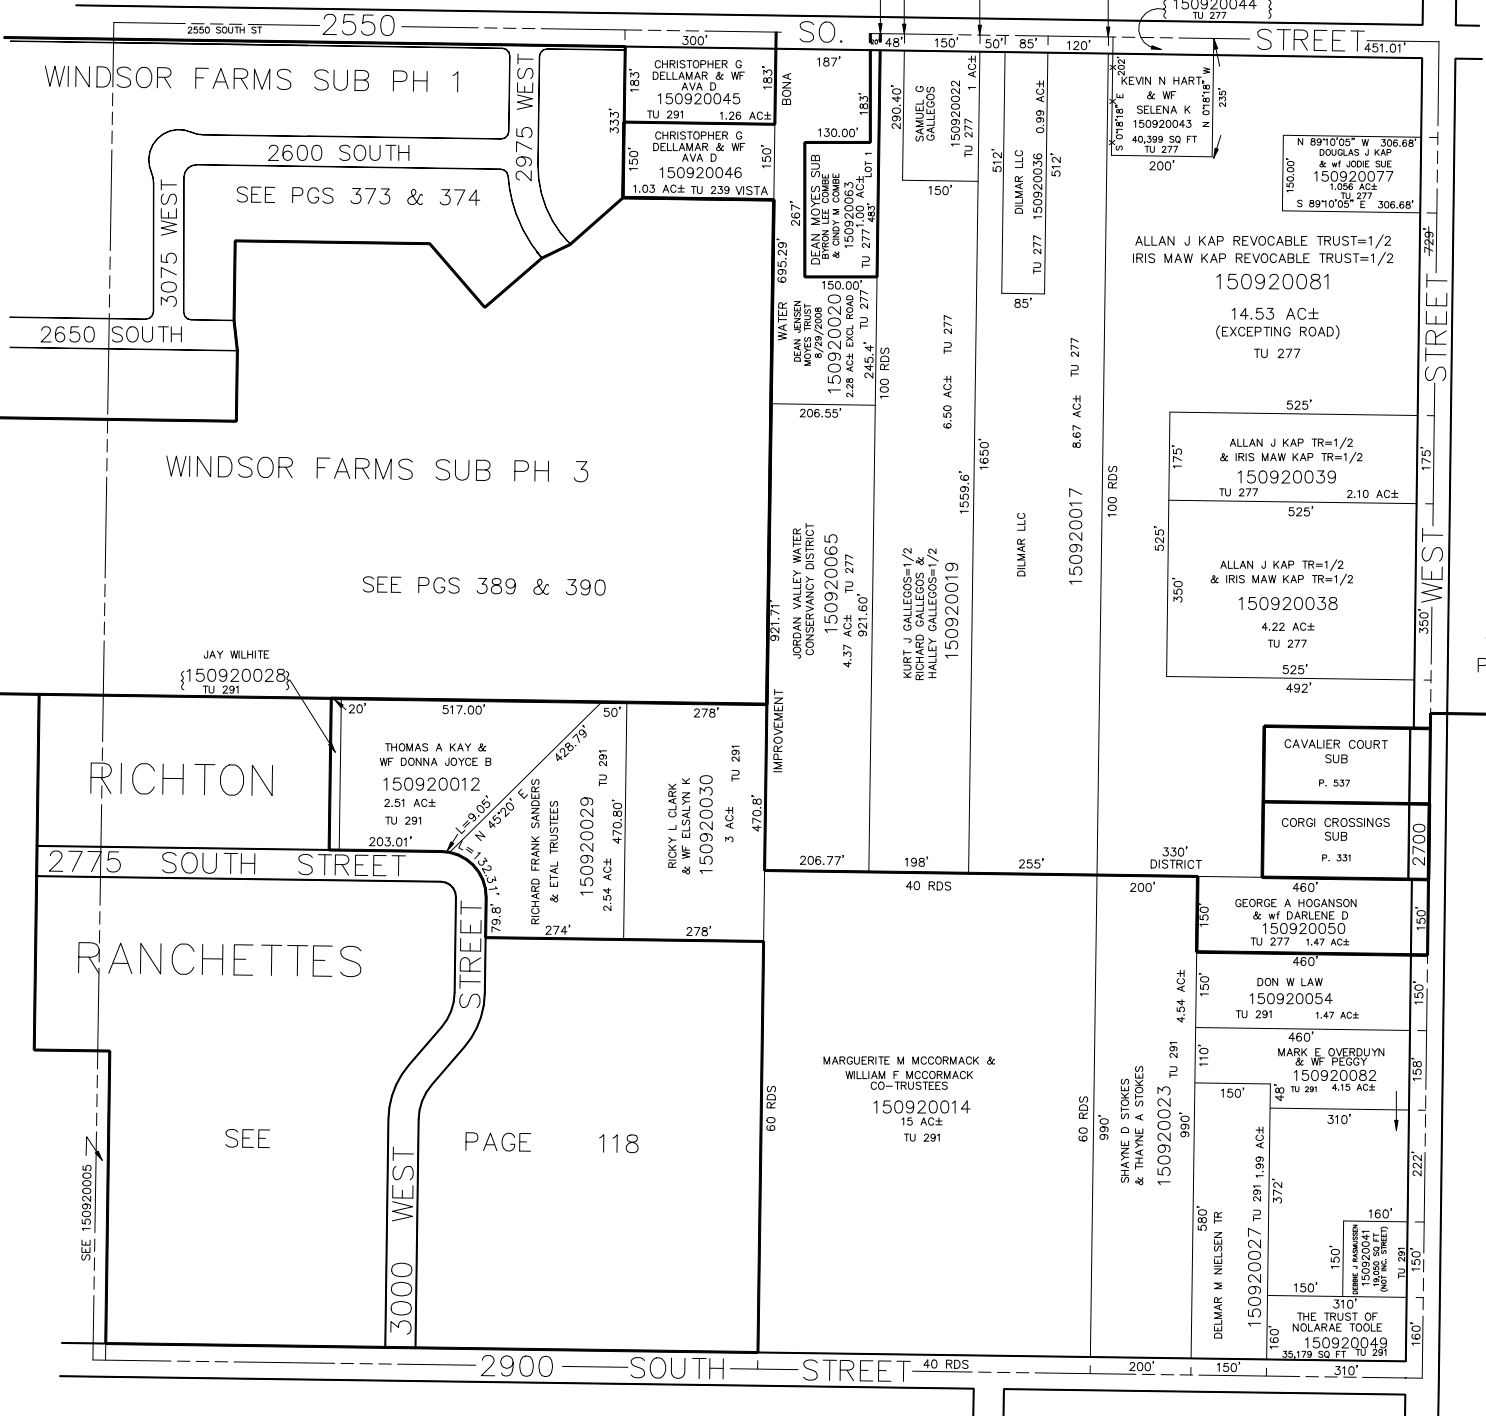 2550 SO. STREET
2550 SOUTH ST
150920044
TU 277
451.01'
300'
48'
150'
50'
85'
120'
WINDSOR FARMS SUB PH 1
2975 WEST
2600 SOUTH
SEE PGS 373 & 374
3075 WEST
2650 SOUTH
CHRISTOPHER G
DELLAMAR & WF
AVA D
150920045
TU 291 1.26 AC±
183'
183'
333'
CHRISTOPHER G
DELLAMAR & WF
AVA D
150920046
1.03 AC± TU 239
150'
150'
BONA VISTA WATER IMPROVEMENT DISTRICT
187'
183'
130.00'
LOT 1
DEAN MOYES SUB
BYRON LEE COMBE
& CINDY M COMBE
150920063
1.00 AC±
TU 277
483'
267'
695.29'
150.00'
DEAN JENSEN
MOYES TRUST
8/29/2008
150920020
2.28 AC± EXCL ROAD
245.4'
TU 277
100 RDS
206.55'
290.40'
SAMUEL G
GALLEGOS
150920022
TU 277 1 AC±
150'
512'
DILMAR LLC
150920036
TU 277 0.99 AC±
512'
85'
KEVIN N HART
& WF
SELENA K
150920043
40,399 SQ FT
TU 277
S 0°18'18" E 202'
N 0°18'18" W
235'
200'
N 89°10'05" W 306.68'
DOUGLAS J KAP
& wf JODIE SUE
150920077
1.056 AC±
TU 277
S 89°10'05" E 306.68'
150.00'
729'
ALLAN J KAP REVOCABLE TRUST=1/2
IRIS MAW KAP REVOCABLE TRUST=1/2
150920081
14.53 AC±
(EXCEPTING ROAD)
TU 277
2700 WEST STREET
525'
175'
ALLAN J KAP TR=1/2
& IRIS MAW KAP TR=1/2
150920039
TU 277 2.10 AC±
175'
525'
525'
ALLAN J KAP TR=1/2
& IRIS MAW KAP TR=1/2
150920038
4.22 AC±
TU 277
350'
350'
525'
492'
WINDSOR FARMS SUB PH 3
SEE PGS 389 & 390
921.71'
JORDAN VALLEY WATER
CONSERVANCY DISTRICT
150920065
4.37 AC± TU 277
921.60'
KURT J GALLEGOS=1/2
RICHARD GALLEGOS &
HALLEY GALLEGOS=1/2
150920019
6.50 AC± TU 277
1559.6'
1650'
DILMAR LLC
150920017
8.67 AC± TU 277
100 RDS
JAY WILHITE
150920028
TU 291
20'
517.00'
50'
278'
THOMAS A KAY &
WF DONNA JOYCE B
150920012
2.51 AC±
TU 291
203.01'
428.79'
N 45°20' E
L=9.05'
L=132.31'
79.8'
RICHARD FRANK SANDERS
& ETAL TRUSTEES
150920029
2.54 AC±
470.80'
TU 291
274'
RICKY L CLARK
& WF ELSALYN K
150920030
3 AC± TU 291
470.8'
278'
CAVALIER COURT
SUB
P. 537
CORGI CROSSINGS
SUB
P. 331
RICHTON
RANCHETTES
2775 SOUTH STREET
206.77'
198'
255'
330'
40 RDS
200'
460'
150'
GEORGE A HOGANSON
& wf DARLENE D
150920050
TU 277 1.47 AC±
150'
460'
DON W LAW
150920054
TU 291 1.47 AC±
150'
150'
460'
MARK E OVERDUYN
& WF PEGGY
150920082
TU 291 4.15 AC±
110'
158'
150'
48'
310'
222'
MARGUERITE M MCCORMACK &
WILLIAM F MCCORMACK
CO-TRUSTEES
150920014
15 AC±
TU 291
60 RDS
60 RDS
990'
SHAYNE D STOKES
& THAYNE A STOKES
150920023
TU 291
4.54 AC±
990'
580'
DELMAR M NIELSEN TR
150920027
TU 291 1.99 AC±
372'
160'
150'
DEBBIE J RASMUSSEN
150920041
19,050 SQ FT
(NOT INC. STREET)
TU 291
150'
150'
310'
THE TRUST OF
NOLARAE TOOLE
150920049
35,179 SQ FT TU 291
160'
160'
SEE PAGE 118
SEE 150920005
3000 WEST STREET
2900 SOUTH STREET
40 RDS
200'
150'
310'